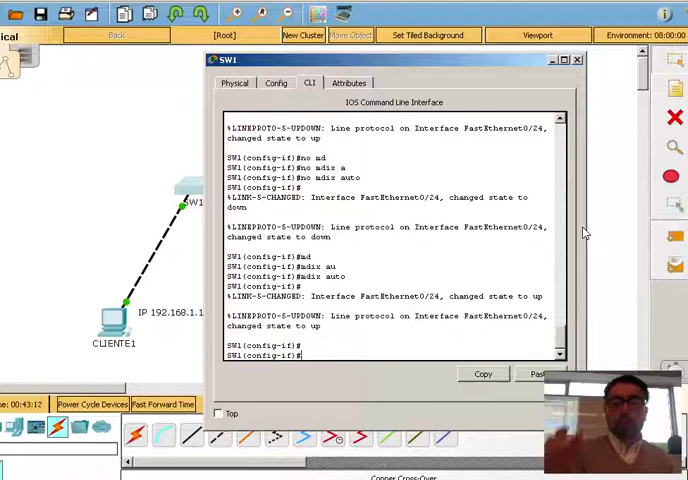 ical
Back
[Root]
New Cluster
Move Object
Set Tiled Background
Viewport
Environment: 08:00:00
SW1
Physical
Config
CLI
Attributes
IOS Command Line Interface
%LINEPROTO-5-UPDOWN: Line protocol on Interface FastEthernet0/24,
changed state to up
SW1(config-if)#no md
SW1(config-if)#no mdix a
SW1(config-if)#no mdix auto
SW1(config-if)#
%LINK-5-CHANGED: Interface FastEthernet0/24, changed state to
down
%LINEPROTO-5-UPDOWN: Line protocol on Interface FastEthernet0/24,
changed state to down
SW1(config-if)#md
SW1(config-if)#mdix au
SW1(config-if)#mdix auto
SW1(config-if)#
%LINK-5-CHANGED: Interface FastEthernet0/24, changed state to up
%LINEPROTO-5-UPDOWN: Line protocol on Interface FastEthernet0/24,
changed state to up
SW1(config-if)#
SW1(config-if)#
Copy
Past
Top
SW1
IP 192.168.1.1
CLIENTE1
me: 00:43:12
Power Cycle Devices
Fast Forward Time
Copper Cross-Over